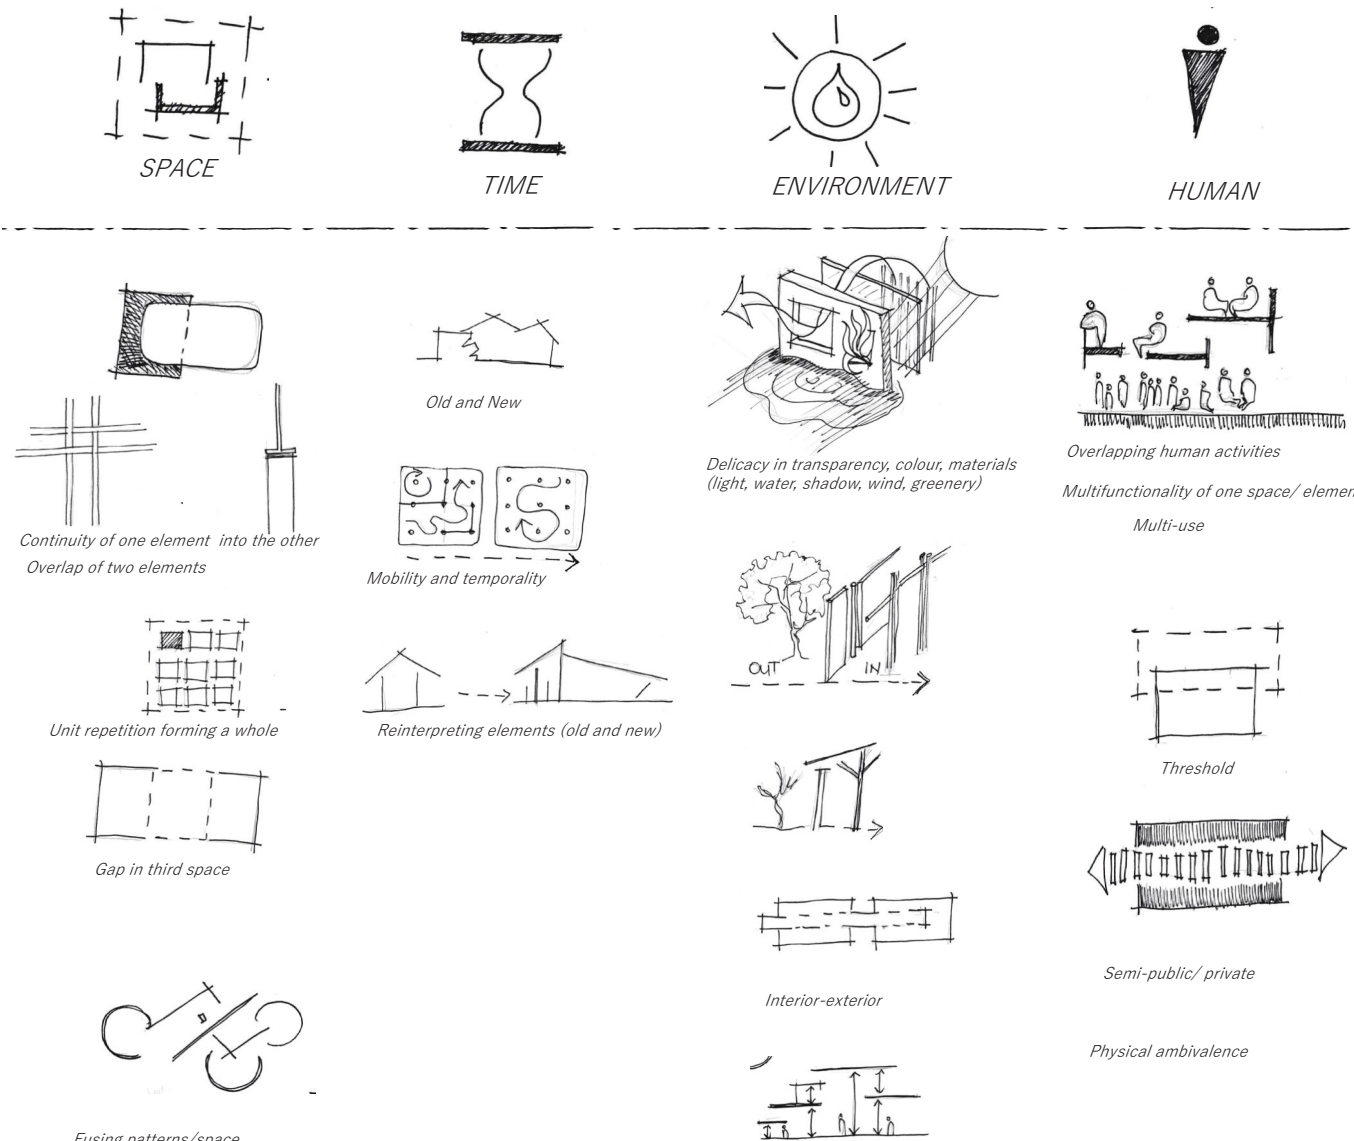 SPACE
TIME
ENVIRONMENT
HUMAN
Continuity of one element into the other
Overlap of two elements
Unit repetition forming a whole
Gap in third space
Fusing patterns/space
Old and New
Mobility and temporality
Reinterpreting elements (old and new)
Delicacy in transparency, colour, materials
(light, water, shadow, wind, greenery)
OUT
IN
Interior-exterior
Overlapping human activities
Multifunctionality of one space/ elemen
Multi-use
Threshold
Semi-public/ private
Physical ambivalence